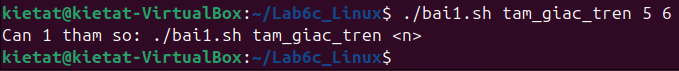 kietat@kietat-VirtualBox:~/Lab6c_Linux$ ./bai1.sh tam_giac_tren 5 6
Can 1 tham so: ./bai1.sh tam_giac_tren <n>
kietat@kietat-VirtualBox:~/Lab6c_Linux$